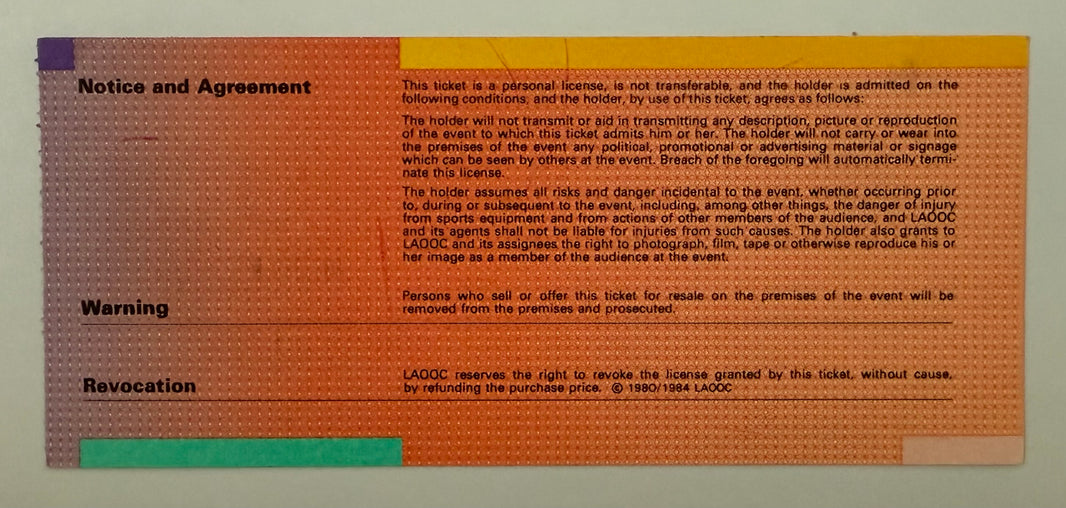 Notice and Agreement
This ticket is a personal license, is not transferable, and the holder is admitted on the
following conditions, and the holder, by use of this ticket, agrees as follows:
The holder will not transmit or aid in transmitting any description, picture or reproduction
of the event to which this ticket admits him or her. The holder will not carry or wear into
the premises of the event any political, promotional or advertising material or signage
which can be seen by others at the event. Breach of the foregoing will automatically termi-
nate this license.
The holder assumes all risks and danger incidental to the event, whether occurring prior
to, during or subsequent to the event, including, among other things, the danger of injury
from sports equipment and from actions of other members of the audience, and LAOOC
and its agents shall not be liable for injuries from such causes. The holder also grants to
LAOOC and its assignees the right to photograph, film, tape or otherwise reproduce his or
her image as a member of the audience at the event.
Warning
Persons who sell or offer this ticket for resale on the premises of the event will be
removed from the premises and prosecuted.
Revocation
LAOOC reserves the right to revoke the license granted by this ticket, without cause,
by refunding the purchase price. © 1980/1984 LAOOC